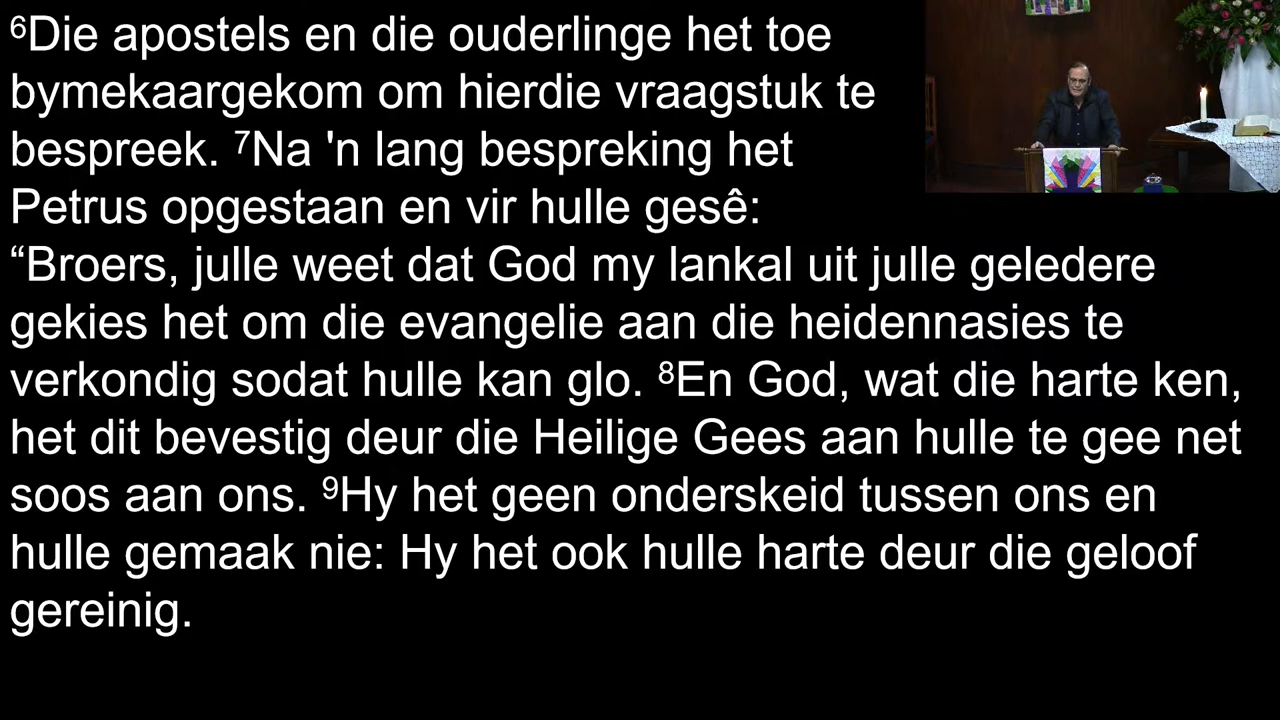 ⁶Die apostels en die ouderlinge het toe
bymekaargekom om hierdie vraagstuk te
bespreek. ⁷Na 'n lang bespreking het
Petrus opgestaan en vir hulle gesê:
“Broers, julle weet dat God my lankal uit julle geledere
gekies het om die evangelie aan die heidennasies te
verkondig sodat hulle kan glo. ⁸En God, wat die harte ken,
het dit bevestig deur die Heilige Gees aan hulle te gee net
soos aan ons. ⁹Hy het geen onderskeid tussen ons en
hulle gemaak nie: Hy het ook hulle harte deur die geloof
gereinig.